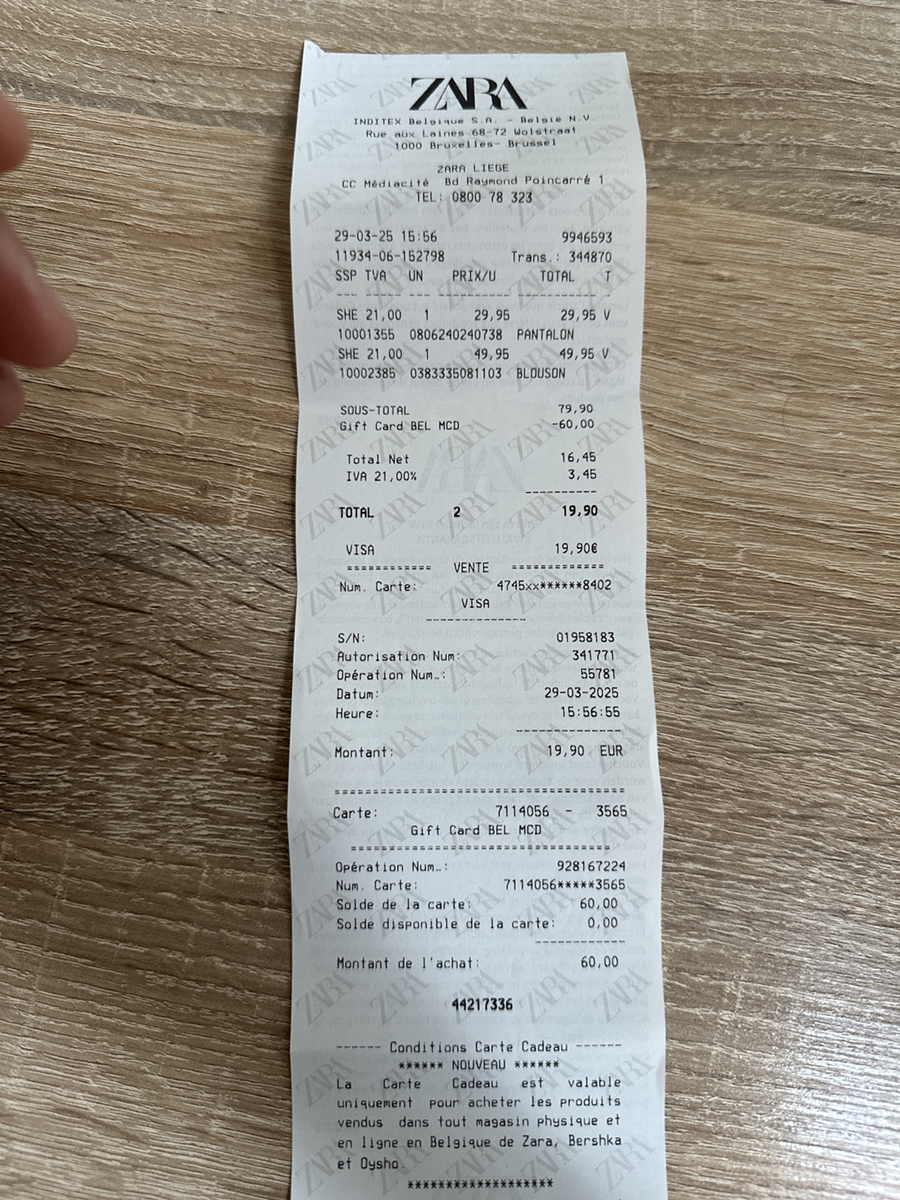 ZARA
INDITEX Belgique S.A. - Belgie N.V.
Rue aux Laines 68-72 Wolstraat
1000 Bruxelles- Brussel
ZARA LIEGE
CC Médiacité Bd Raymond Poincarré 1
TEL: 0800 78 323
29-03-25 15:56 9946593
11934-06-152798 Trans.: 344870
SSP TVA UN PRIX/U TOTAL T
---- ---- --- ---------- ---------- -
SHE 21,00 1 29,95 29,95 V
10001355 0806240240738 PANTALON
SHE 21,00 1 49,95 49,95 V
10002385 0383335081103 BLOUSON
SOUS-TOTAL 79,90
Gift Card BEL MCD -60,00
Total Net 16,45
IVA 21,00% 3,45
----------
TOTAL 2 19,90
VISA 19,90€
=========== VENTE ============
Num. Carte: 4745xx******8402
VISA
--------------
S/N: 01958183
Autorisation Num: 341771
Opération Num.: 55781
Datum: 29-03-2025
Heure: 15:56:55
--------------
Montant: 19,90 EUR
======================================
Carte: 7114056 - 3565
Gift Card BEL MCD
==================================
Opération Num.: 928167224
Num. Carte: 7114056*****3565
Solde de la carte: 60,00
Solde disponible de la carte: 0,00
------------
Montant de l'achat: 60,00
44217336
------ Conditions Carte Cadeau ------
****** NOUVEAU ******
La Carte Cadeau est valable
uniquement pour acheter les produits
vendus dans tout magasin physique et
en ligne en Belgique de Zara, Bershka
et Oysho.
*******************